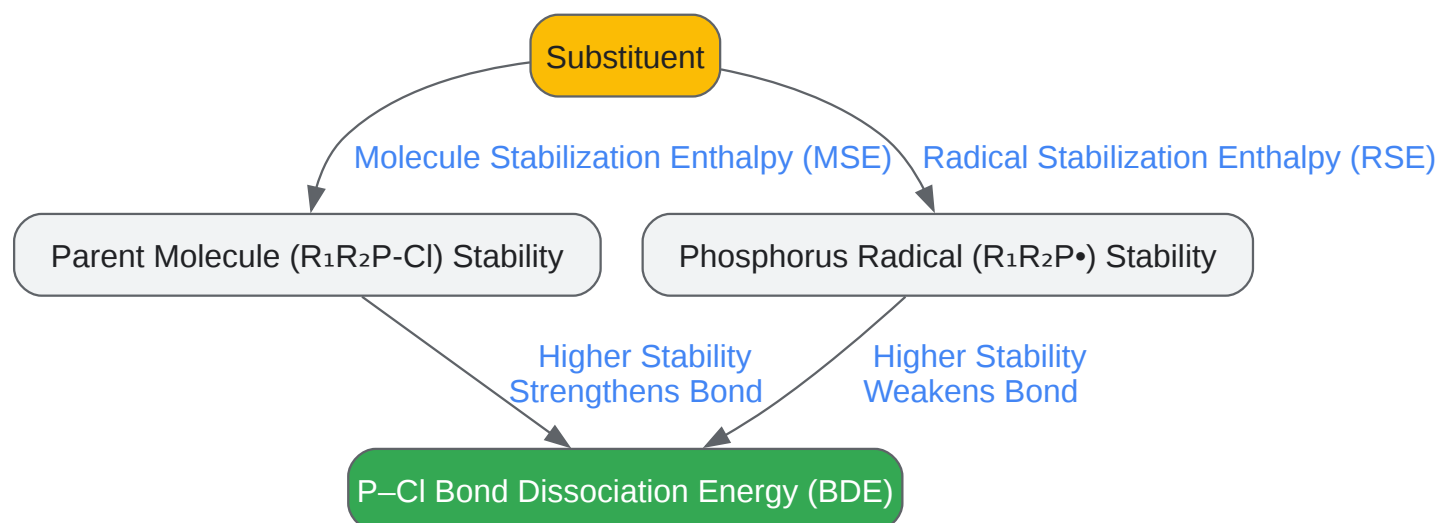 Substituent
Molecule Stabilization Enthalpy (MSE)
Radical Stabilization Enthalpy (RSE)
Parent Molecule (R₁R₂P-Cl) Stability
Phosphorus Radical (R₁R₂P•) Stability
Higher Stability
Strengthens Bond
Higher Stability
Weakens Bond
P–Cl Bond Dissociation Energy (BDE)